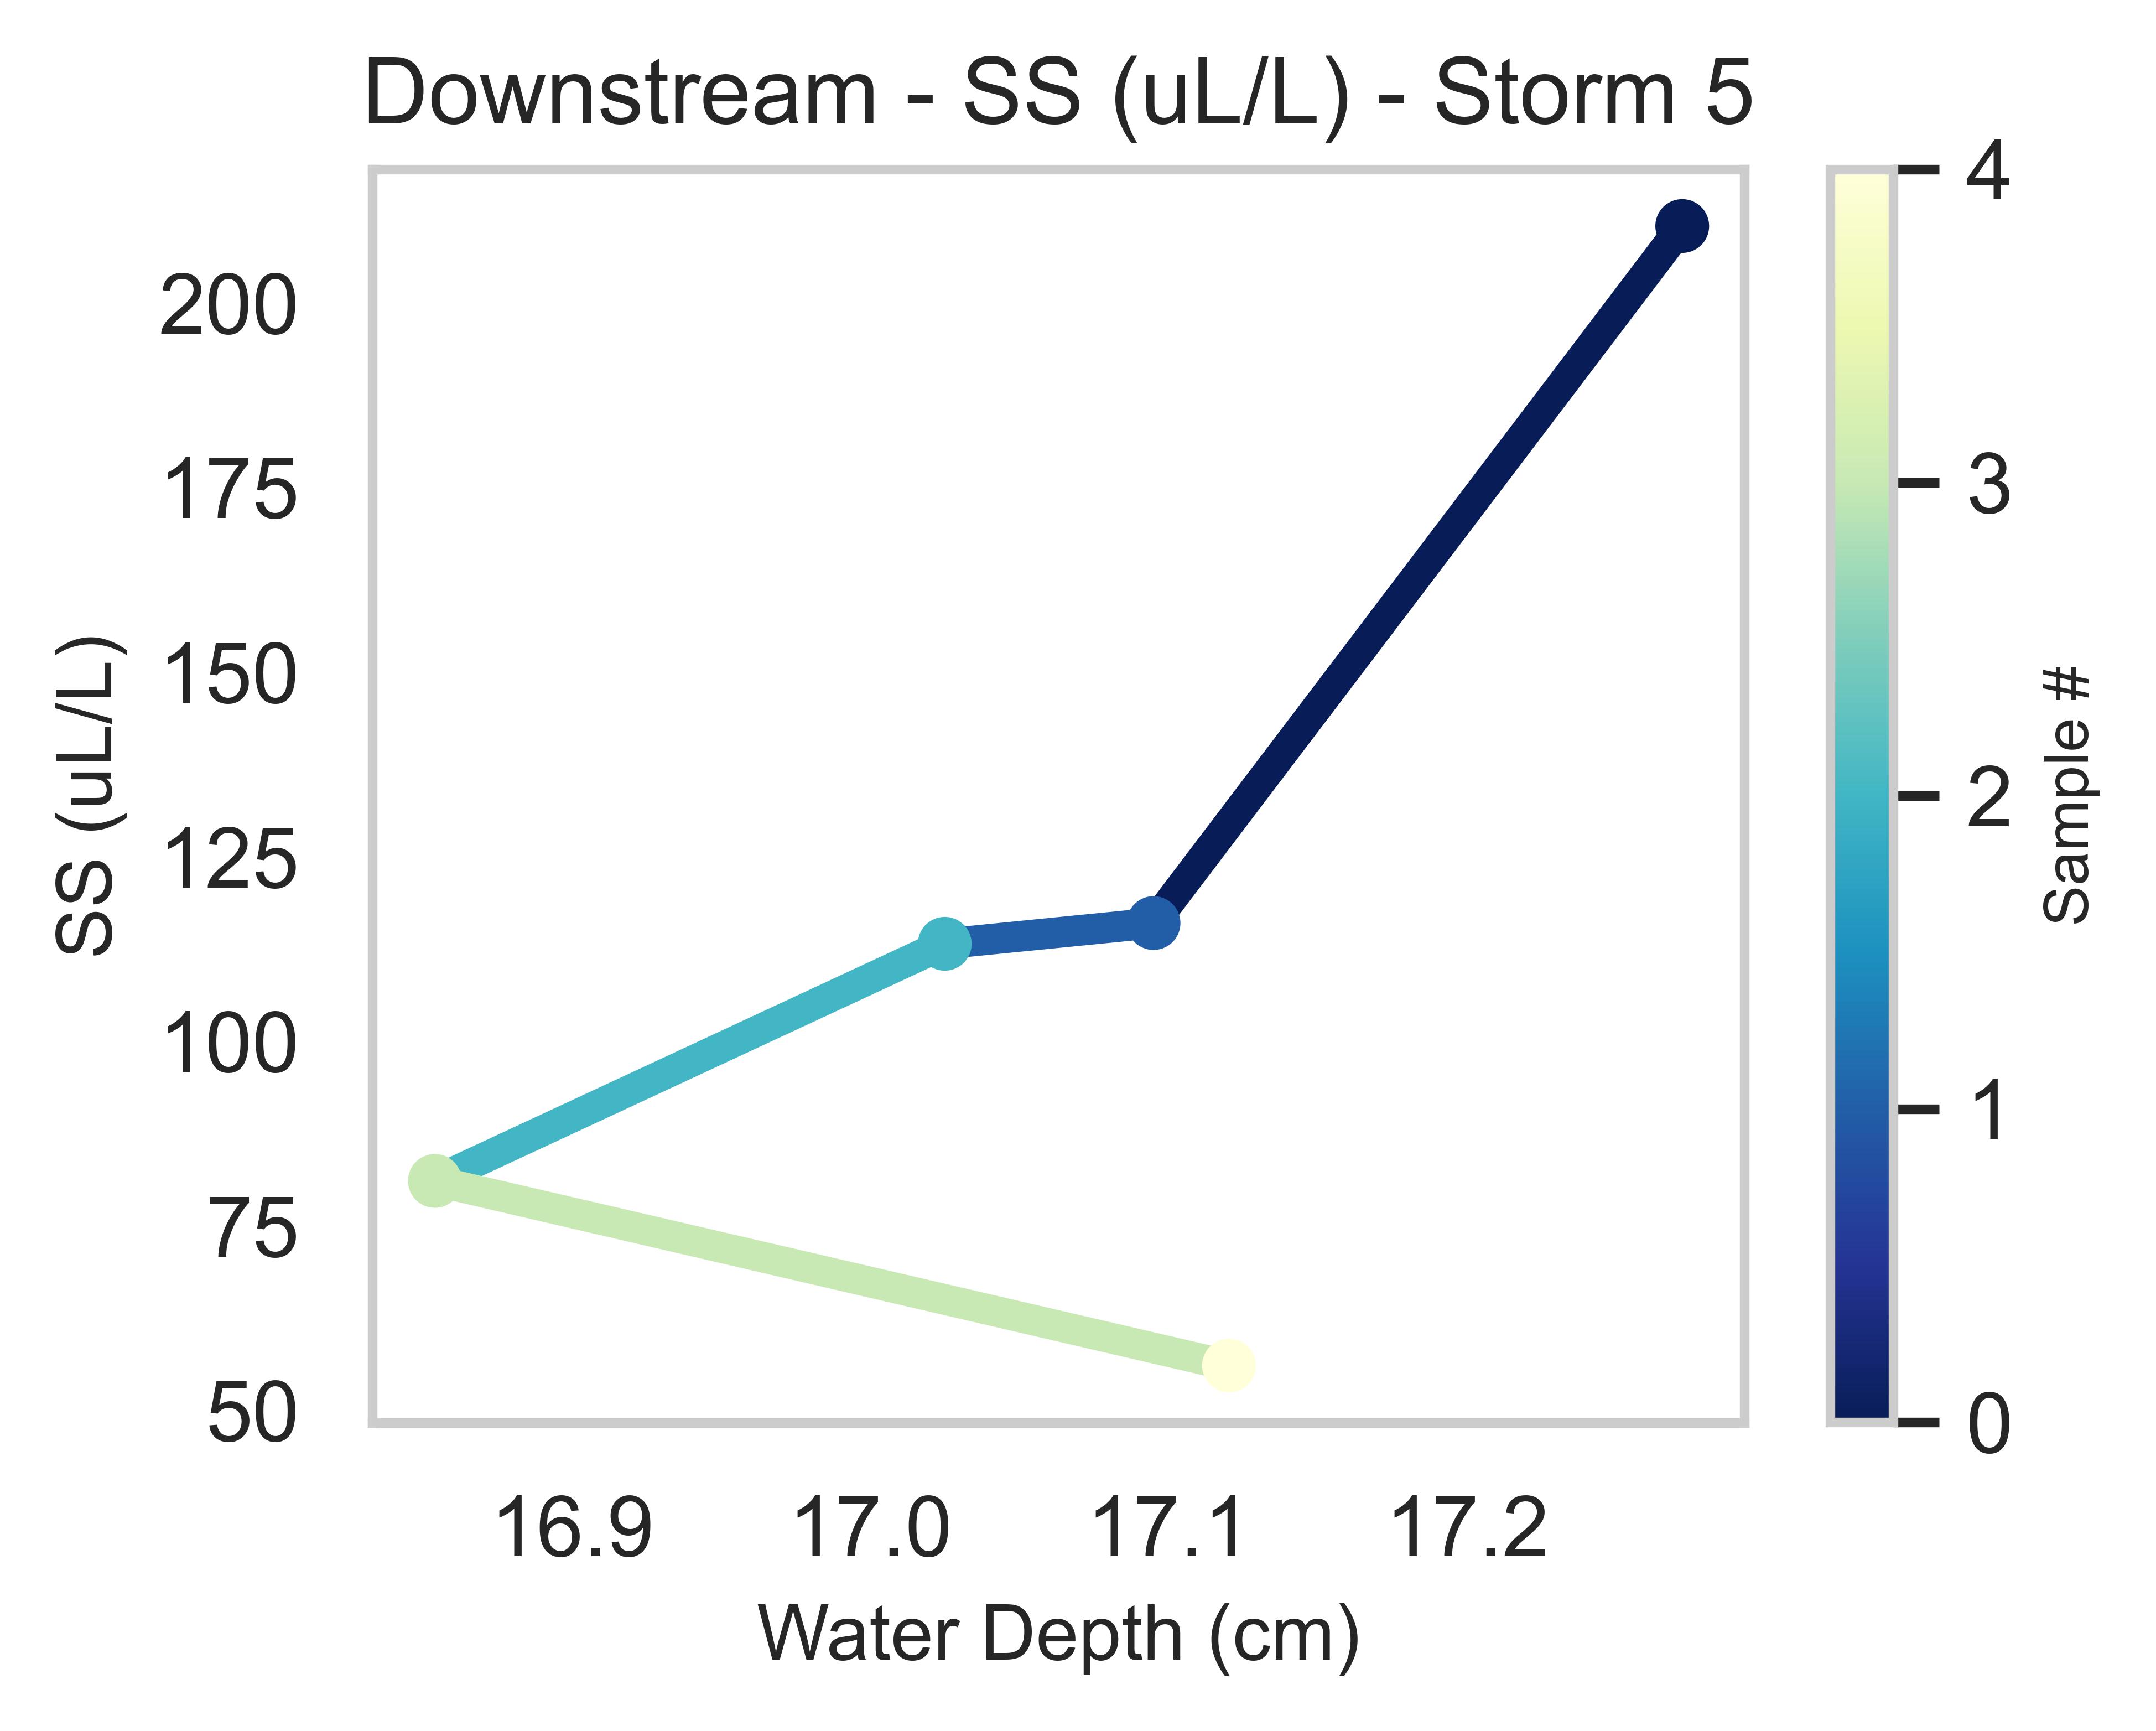 Downstream - SS (uL/L) - Storm 5
SS (uL/L)
200
175
150
125
100
75
50
16.9 17.0 17.1 17.2
Water Depth (cm)
4
3
2
1
0
Sample #